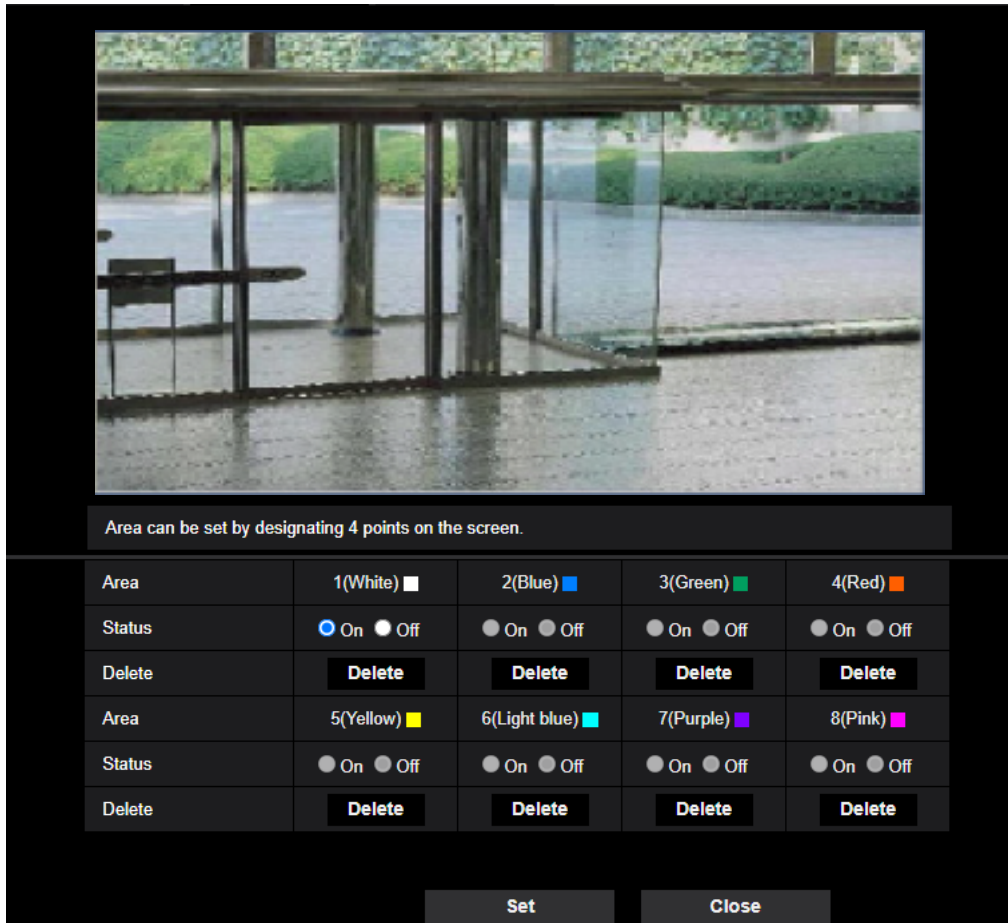 Area can be set by designating 4 points on the screen.
Area 1(White) 2(Blue) 3(Green) 4(Red)
Status On Off On Off On Off On Off
Delete Delete Delete Delete Delete
Area 5(Yellow) 6(Light blue) 7(Purple) 8(Pink)
Status On Off On Off On Off On Off
Delete Delete Delete Delete Delete
Set Close